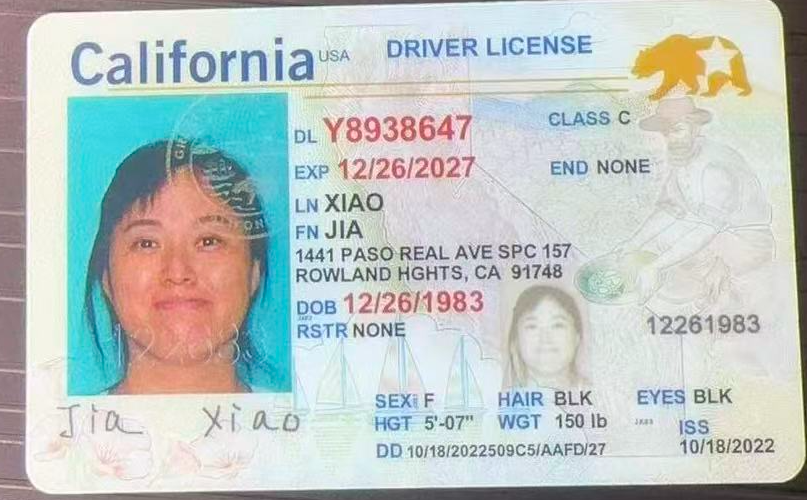 California USA DRIVER LICENSE
DL Y8938647 CLASS C
EXP 12/26/2027 END NONE
LN XIAO
FN JIA
1441 PASO REAL AVE SPC 157
ROWLAND HGHTS, CA 91748
DOB 12/26/1983
RSTR NONE
12261983
SEX F HAIR BLK EYES BLK
HGT 5'-07" WGT 150 lb ISS
DD 10/18/2022509C5/AAFD/27 10/18/2022
Jia Xiao